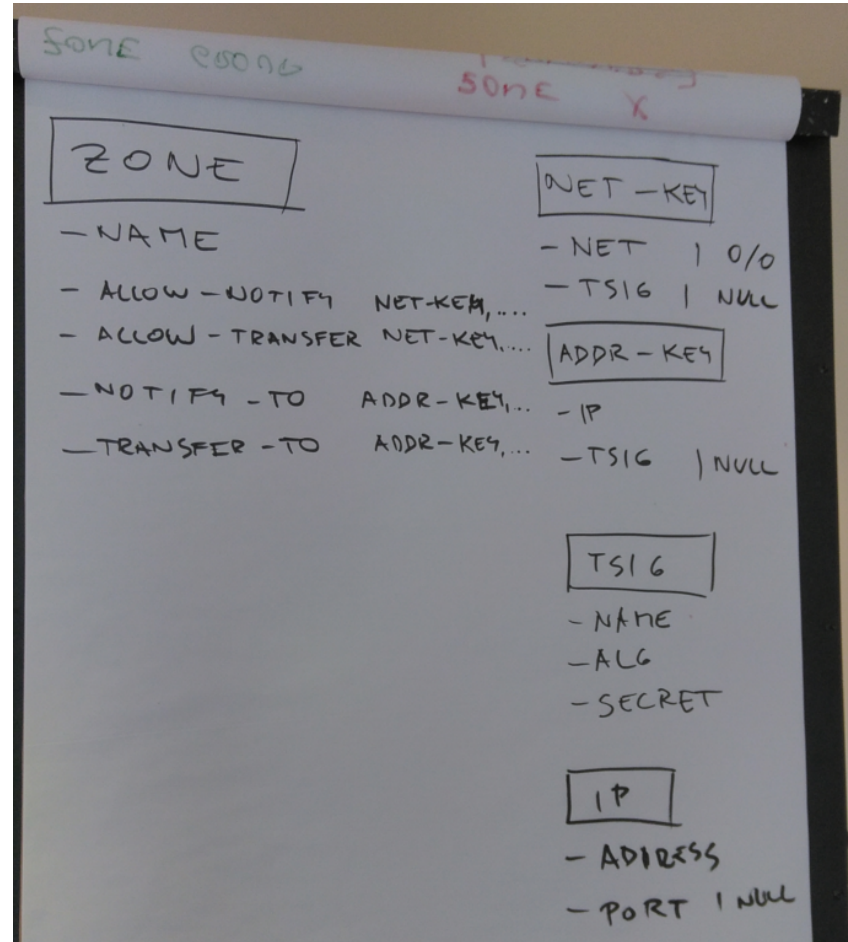 SOME
SOME X
ZONE
- NAME
- ALLOW - NOTIFY NET-KEY, ....
- ALLOW - TRANSFER NET-KEY, ....
- NOTIFY - TO ADDR-KEY, ...
- TRANSFER - TO ADDR-KEY, ...
NET - KEY
- NET | 0/0
- TSIG | NULL
ADDR - KEY
- IP
- TSIG | NULL
TSIG
- NAME
- ALG
- SECRET
IP
- ADDRESS
- PORT | NULL